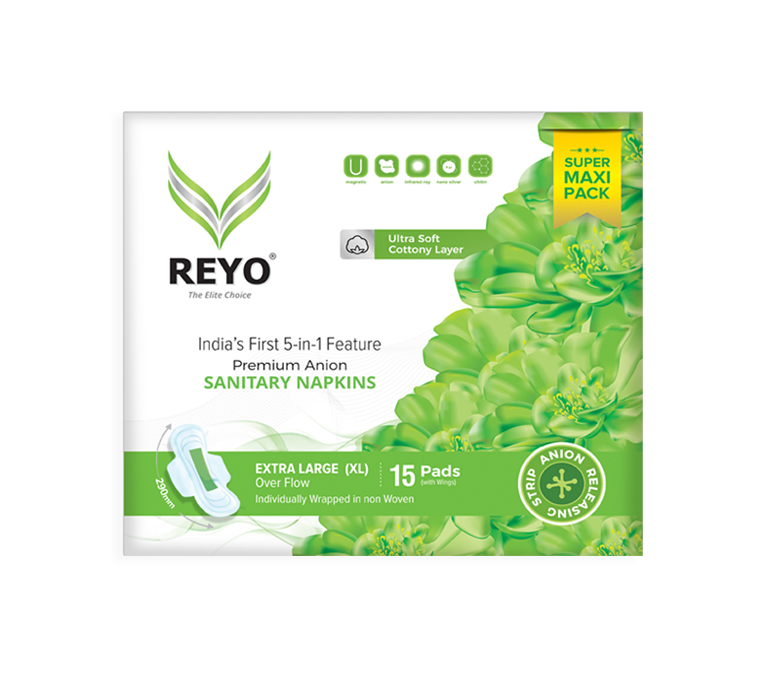 REYO®
The Elite Choice
magnetic
anion
infrared ray
nano silver
chitin
SUPER
MAXI
PACK
Ultra Soft
Cottony Layer
India's First 5-in-1 Feature
Premium Anion
SANITARY NAPKINS
290mm
EXTRA LARGE (XL)
Over Flow
Individually Wrapped in non Woven
15 Pads
(with Wings)
ANION RELEASING STRIP